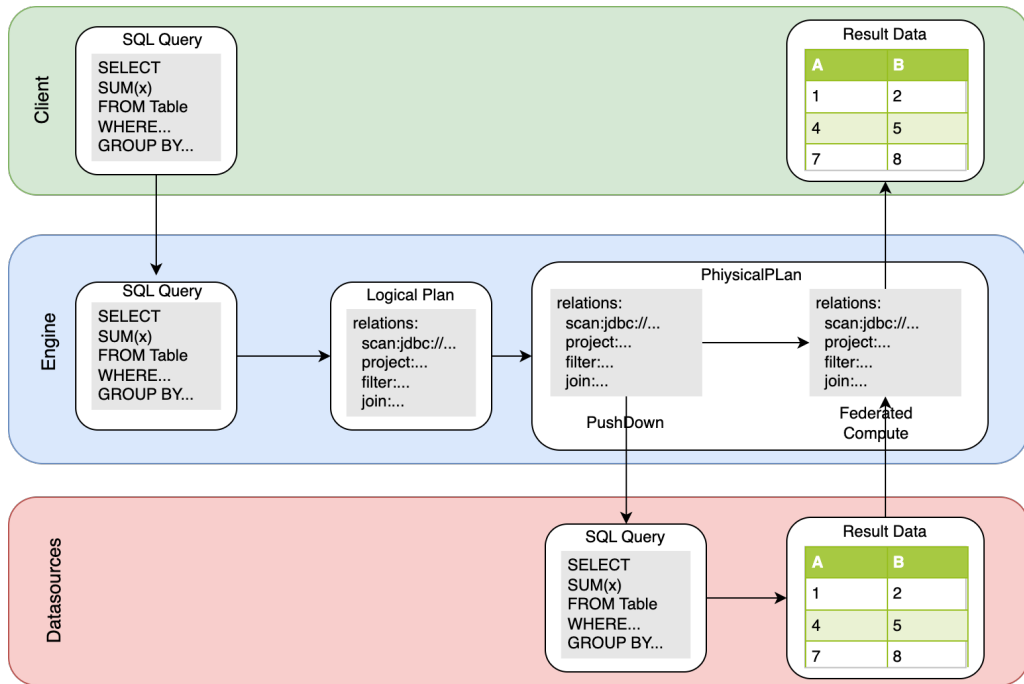 Client
SQL Query
SELECT
SUM(x)
FROM Table
WHERE...
GROUP BY...
Result Data
A B
1 2
4 5
7 8
Engine
SQL Query
SELECT
SUM(x)
FROM Table
WHERE...
GROUP BY...
Logical Plan
relations:
scan:jdbc://...
project:...
filter:...
join:...
PhiysicalPLan
relations:
scan:jdbc://...
project:...
filter:...
join:...
relations:
scan:jdbc://...
project:...
filter:...
join:...
PushDown
Federated
Compute
Datasources
SQL Query
SELECT
SUM(x)
FROM Table
WHERE...
GROUP BY...
Result Data
A B
1 2
4 5
7 8